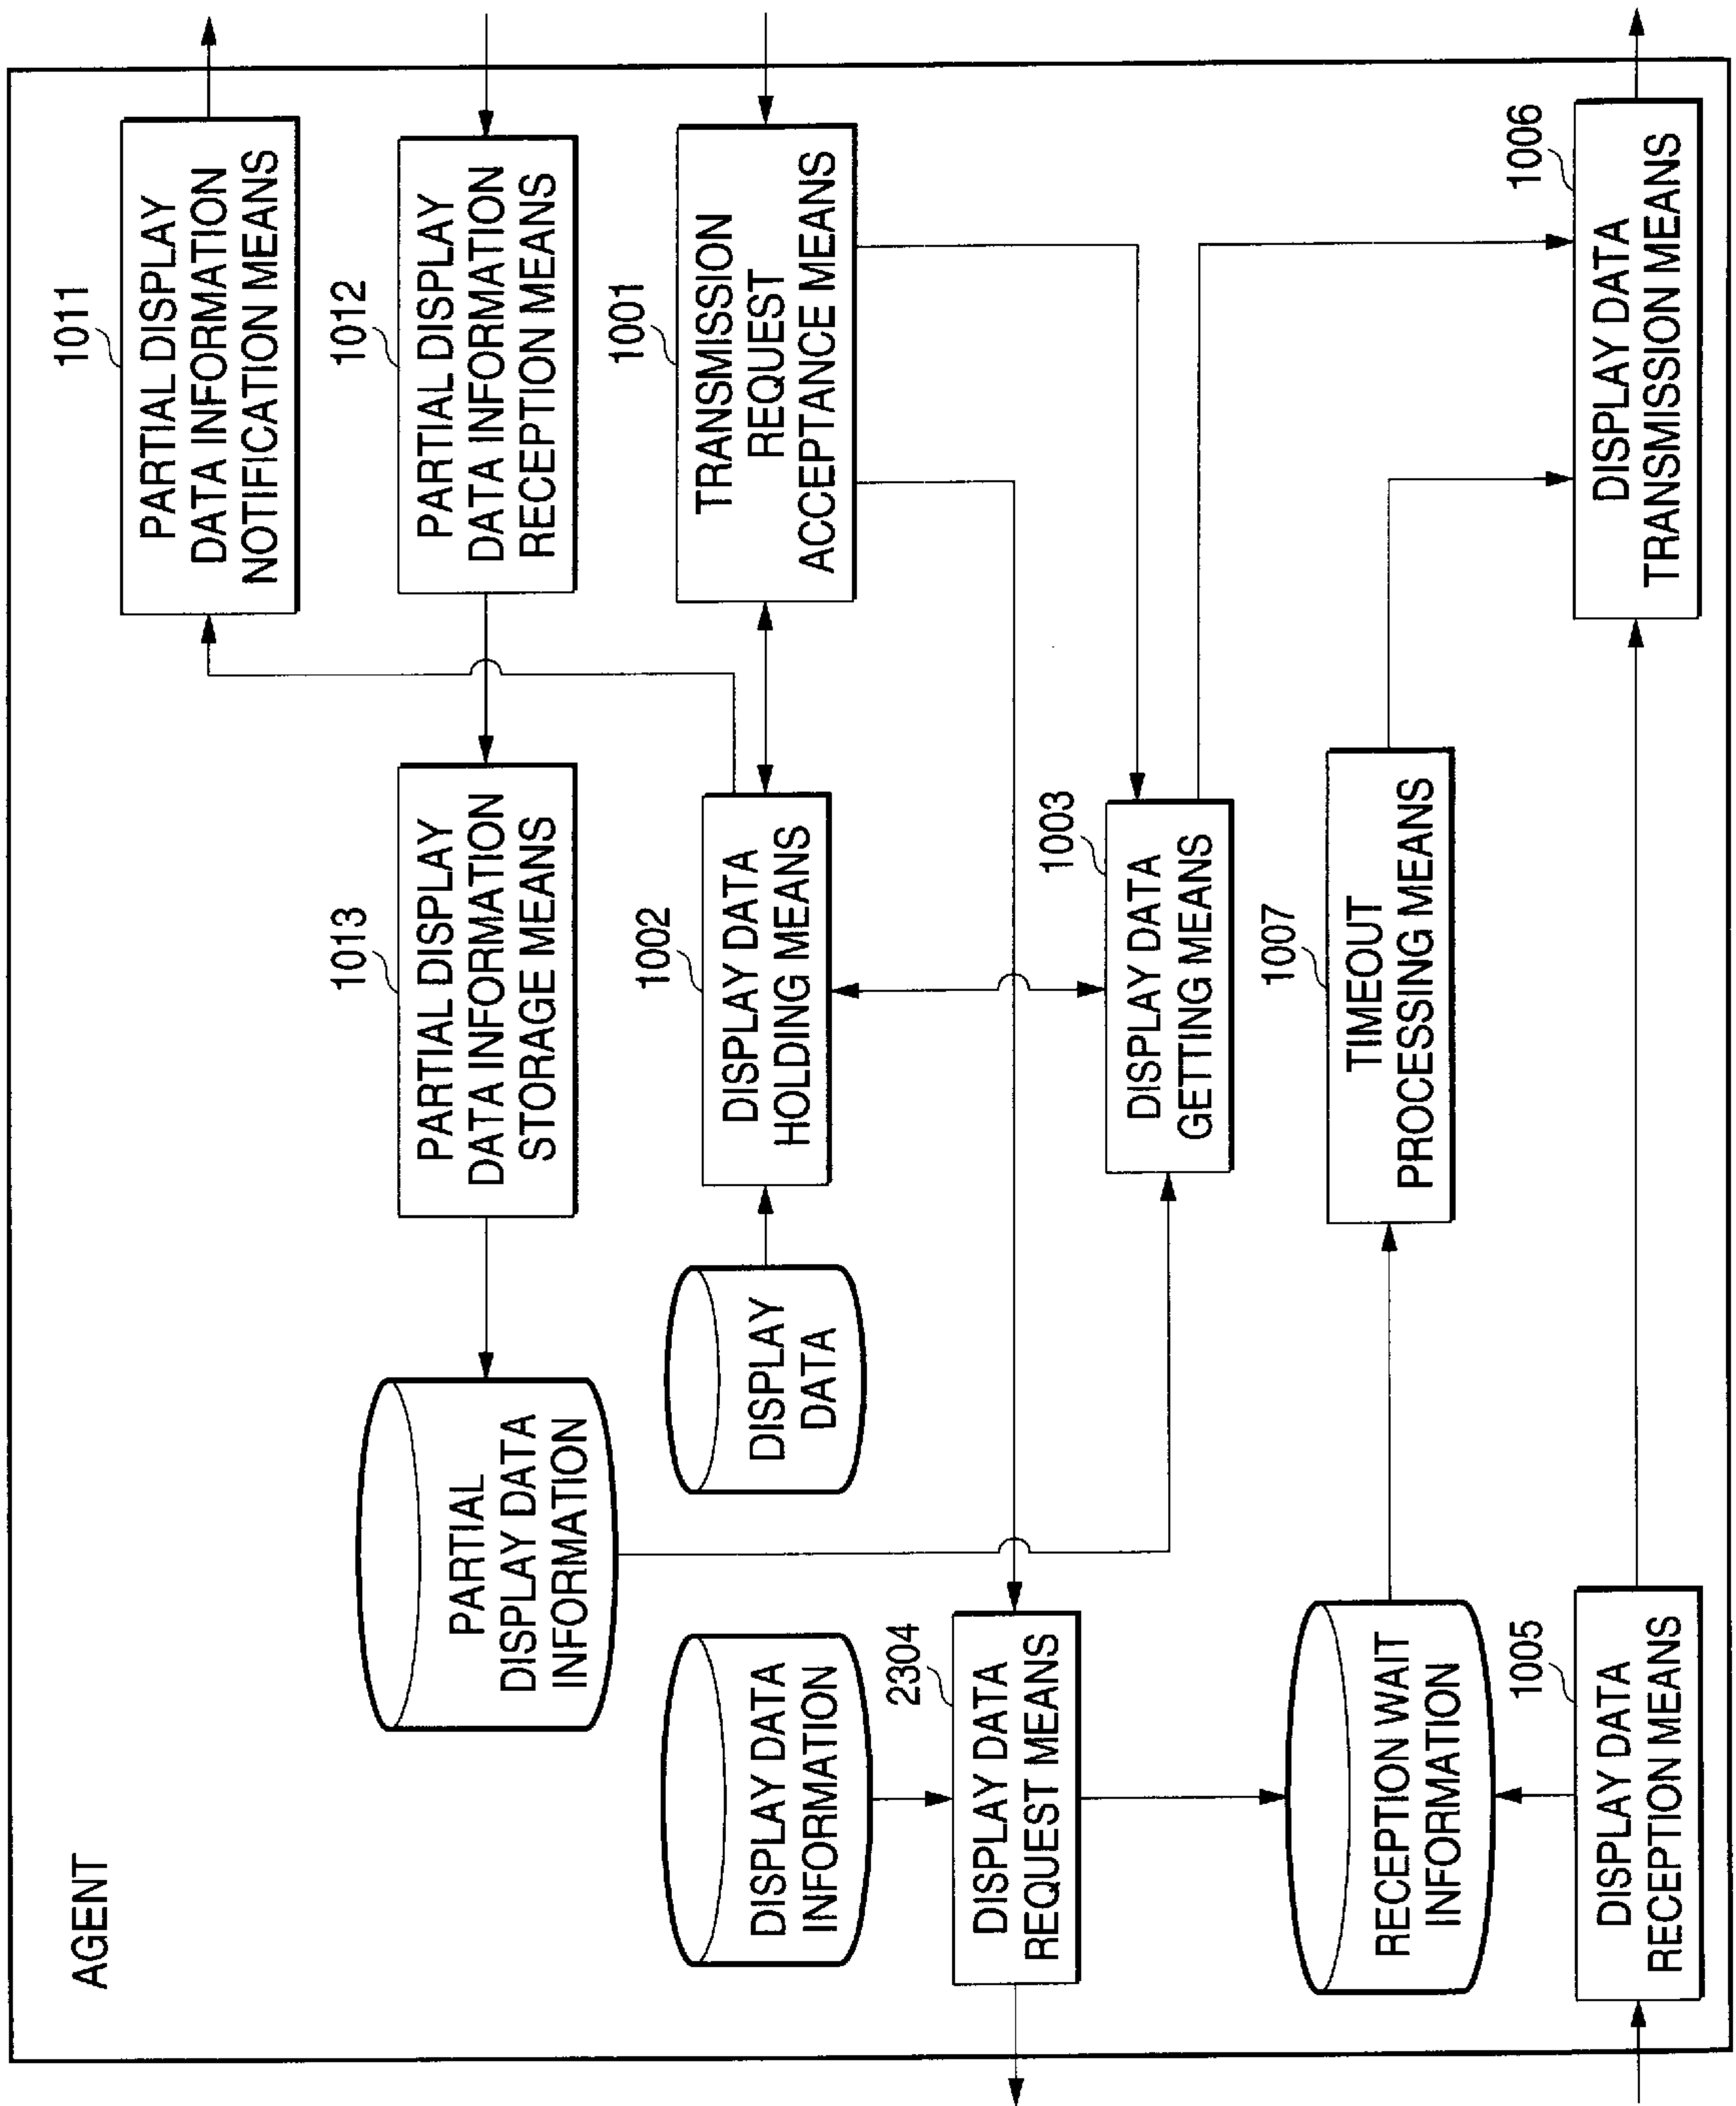 AGENT
1011
PARTIAL DISPLAY
DATA INFORMATION
NOTIFICATION MEANS
1013
PARTIAL DISPLAY
DATA INFORMATION
STORAGE MEANS
1012
PARTIAL DISPLAY
DATA INFORMATION
RECEPTION MEANS
PARTIAL
DISPLAY DATA
INFORMATION
DISPLAY DATA
INFORMATION
DISPLAY
DATA
1002
DISPLAY DATA
HOLDING MEANS
1001
TRANSMISSION
REQUEST
ACCEPTANCE MEANS
2304
DISPLAY DATA
REQUEST MEANS
1003
DISPLAY DATA
GETTING MEANS
RECEPTION WAIT
INFORMATION
1007
TIMEOUT
PROCESSING MEANS
1005
DISPLAY DATA
RECEPTION MEANS
1006
DISPLAY DATA
TRANSMISSION MEANS